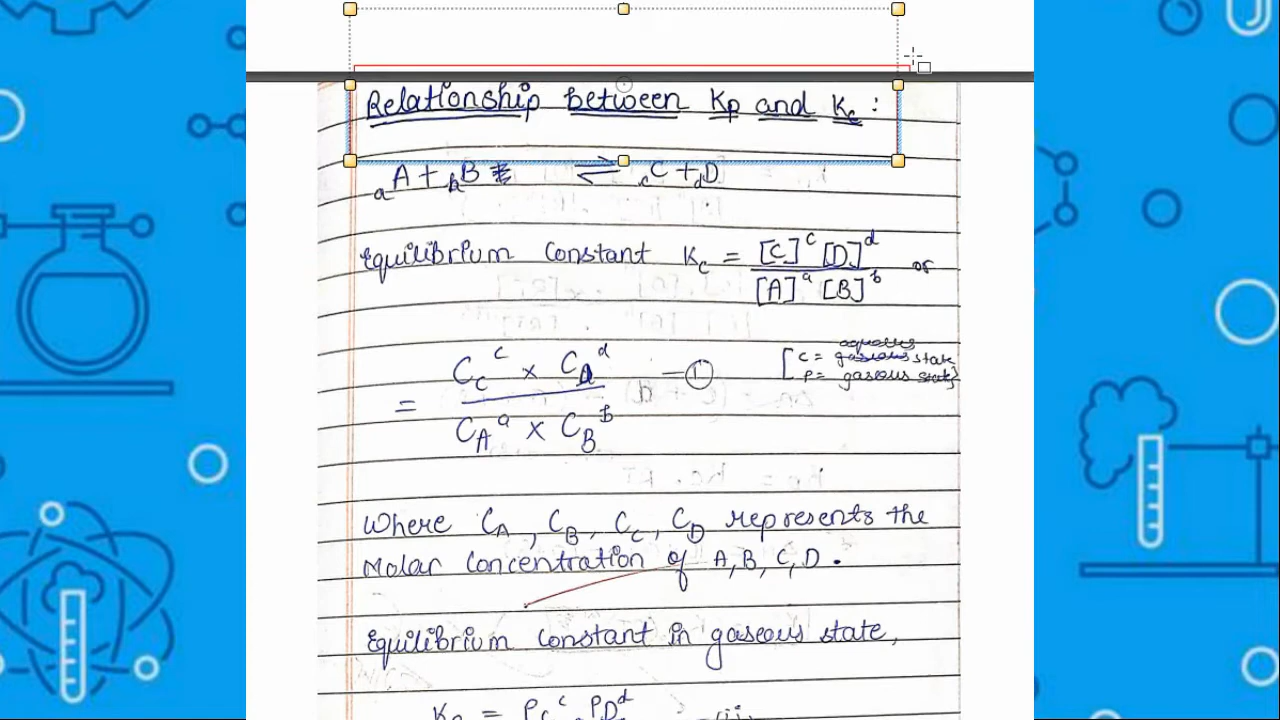 Relationship between Kp and Kc :
aA + bB ⇌ cC + dD
Equilibrium Constant Kc = [C]^c [D]^d / [A]^a [B]^b or
= C_C^c × C_D^d / C_A^a × C_B^b —①
aqueous
[C = gaseous state
P = gaseous state]
Where C_A, C_B, C_C, C_D represents the
Molar Concentration of A, B, C, D.
Equilibrium constant in gaseous state,